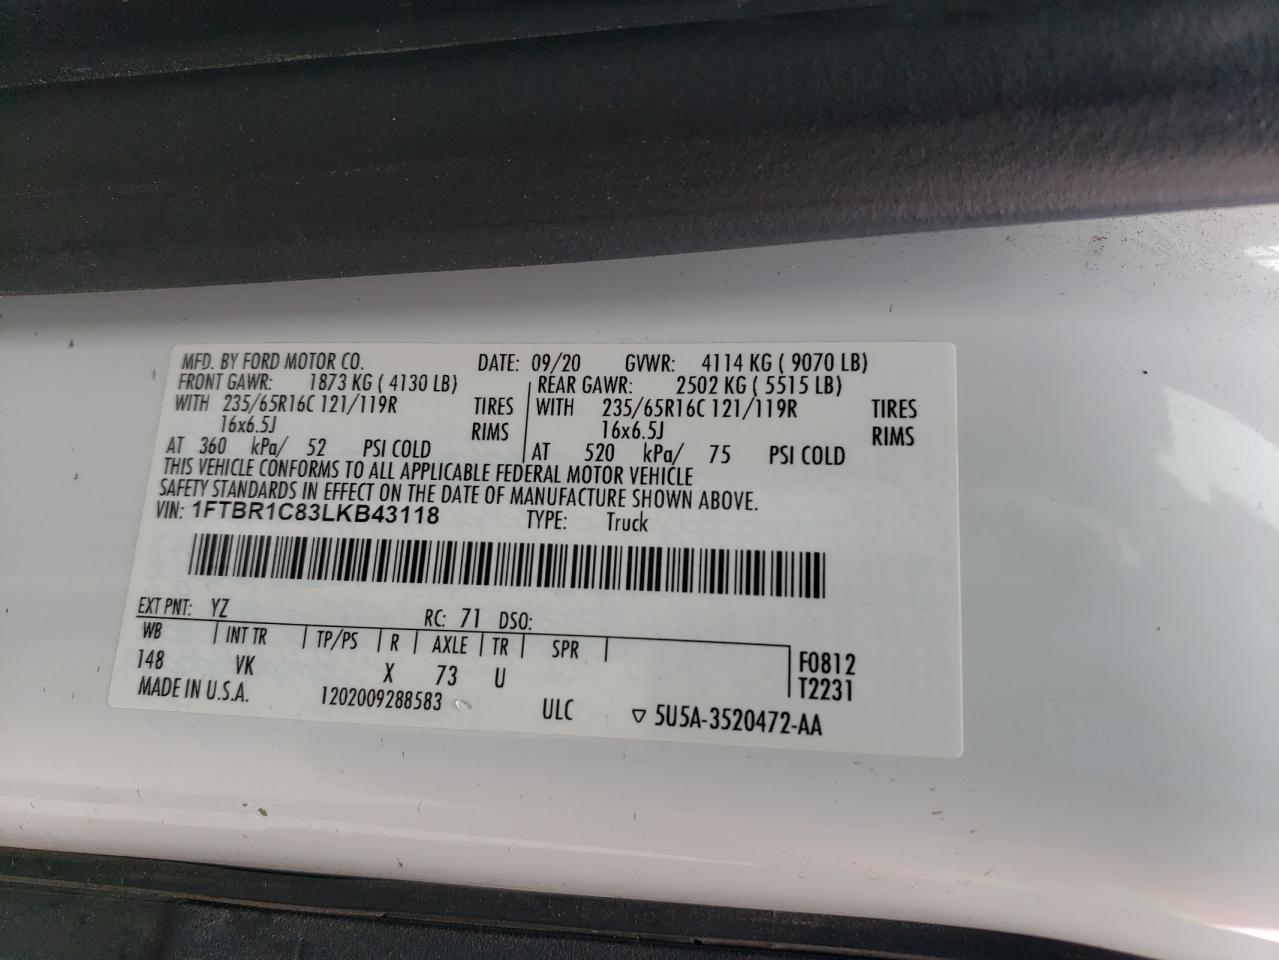 MFD. BY FORD MOTOR CO. DATE: 09/20 GVWR: 4114 KG ( 9070 LB)
FRONT GAWR: 1873 KG ( 4130 LB) REAR GAWR: 2502 KG ( 5515 LB)
WITH 235/65R16C 121/119R TIRES WITH 235/65R16C 121/119R TIRES
16x6.5J RIMS 16x6.5J RIMS
AT 360 kPa/ 52 PSI COLD AT 520 kPa/ 75 PSI COLD
THIS VEHICLE CONFORMS TO ALL APPLICABLE FEDERAL MOTOR VEHICLE
SAFETY STANDARDS IN EFFECT ON THE DATE OF MANUFACTURE SHOWN ABOVE.
VIN: 1FTBR1C83LKB43118 TYPE: Truck
EXT PNT: YZ RC: 71 DSO:
WB INT TR TP/PS R AXLE TR SPR
148 VK X 73 U F0812
T2231
MADE IN U.S.A. 1202009288583 ULC ▽ 5U5A-3520472-AA